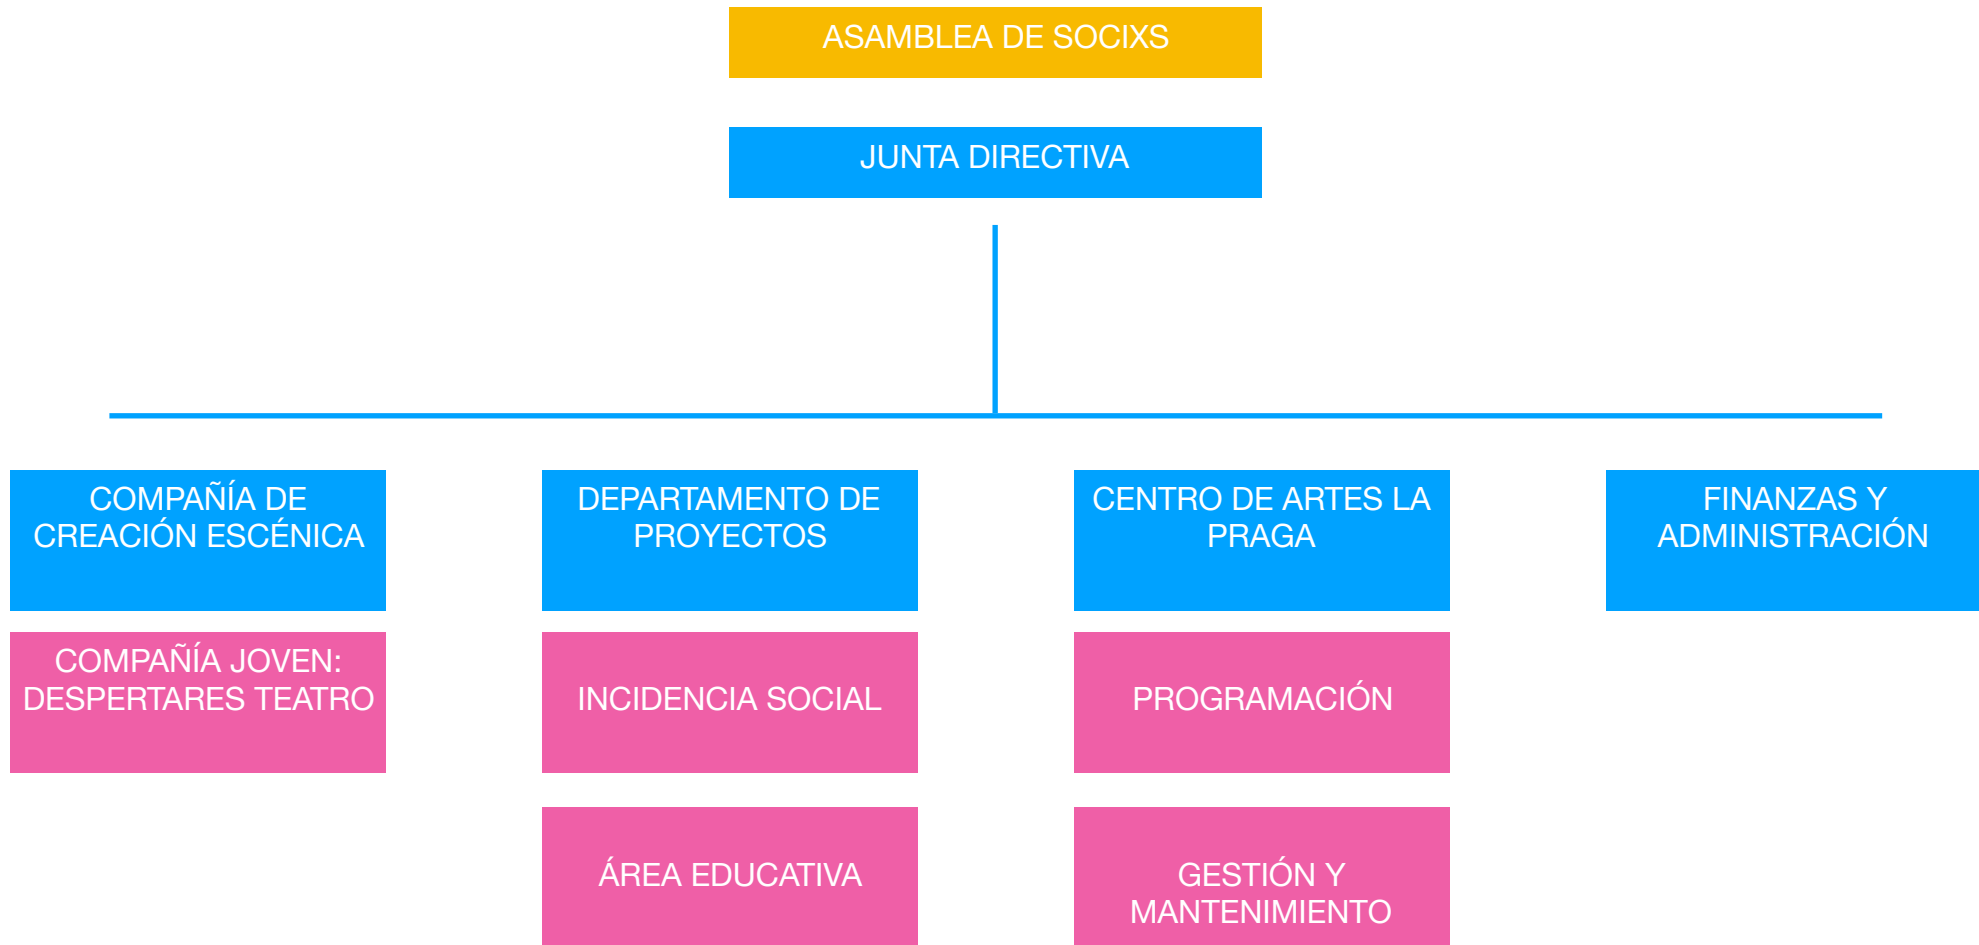 ASAMBLEA DE SOCIXS
JUNTA DIRECTIVA
COMPAÑÍA DE
CREACIÓN ESCÉNICA
DEPARTAMENTO DE
PROYECTOS
CENTRO DE ARTES LA
PRAGA
FINANZAS Y
ADMINISTRACIÓN
COMPAÑÍA JOVEN:
DESPERTARES TEATRO
INCIDENCIA SOCIAL
PROGRAMACIÓN
ÁREA EDUCATIVA
GESTIÓN Y
MANTENIMIENTO